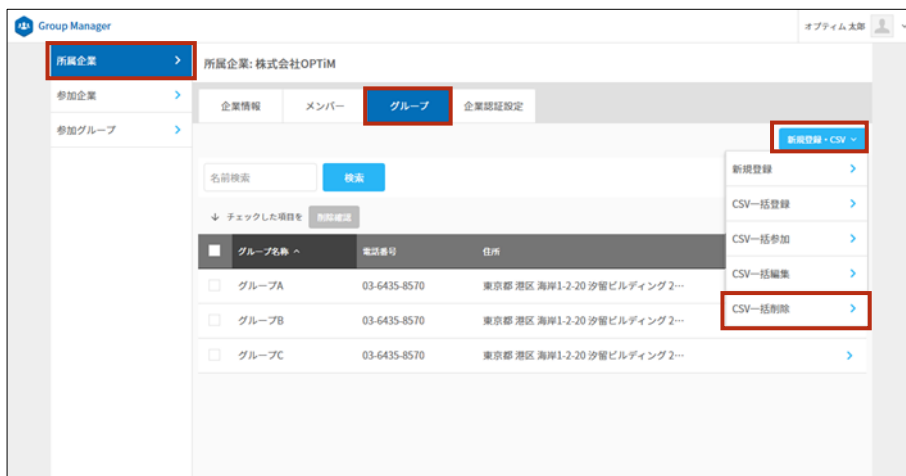 Group Manager
オプティム 太郎
所属企業
参加企業
参加グループ
所属企業: 株式会社OPTiM
企業情報 メンバー グループ 企業認証設定
新規登録・CSV
新規登録
CSV一括登録
CSV一括参加
CSV一括編集
CSV一括削除
名前検索 検索
チェックした項目を 削除確認
グループ名称 電話番号 住所
グループA 03-6435-8570 東京都 港区 海岸1-2-20 汐留ビルディング 2…
グループB 03-6435-8570 東京都 港区 海岸1-2-20 汐留ビルディング 2…
グループC 03-6435-8570 東京都 港区 海岸1-2-20 汐留ビルディング 2…